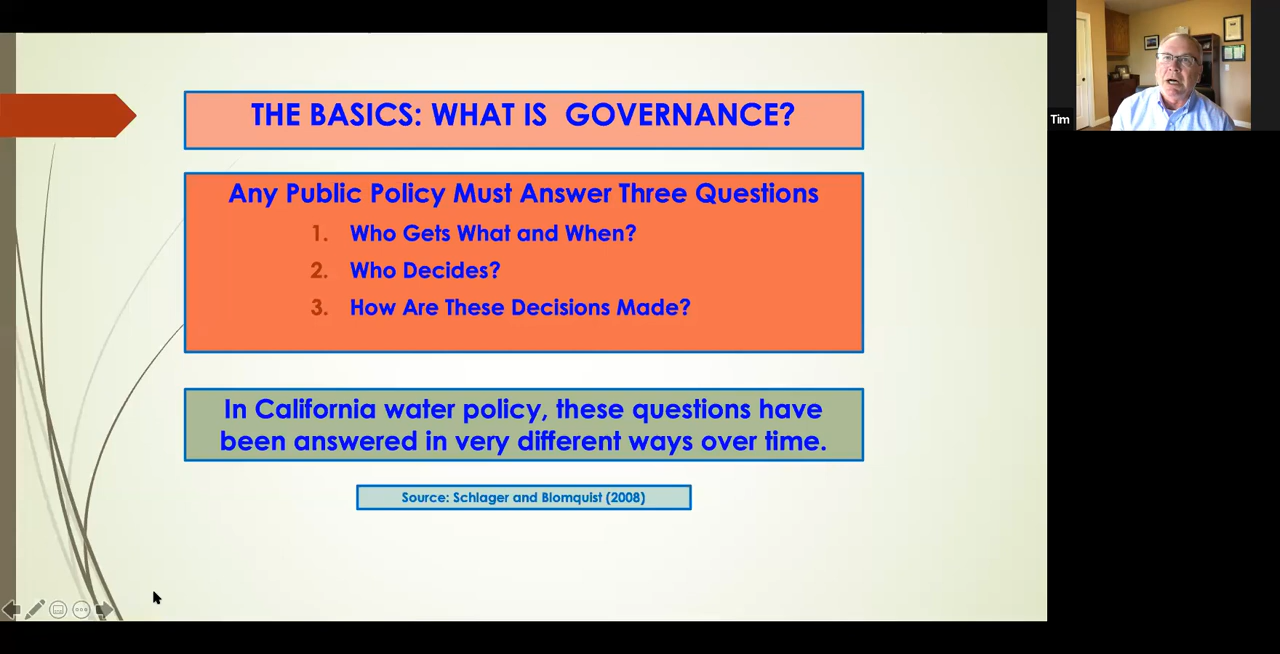 THE BASICS: WHAT IS  GOVERNANCE?
Any Public Policy Must Answer Three Questions
1. Who Gets What and When?
2. Who Decides?
3. How Are These Decisions Made?
In California water policy, these questions have
been answered in very different ways over time.
Source: Schlager and Blomquist (2008)
Tim